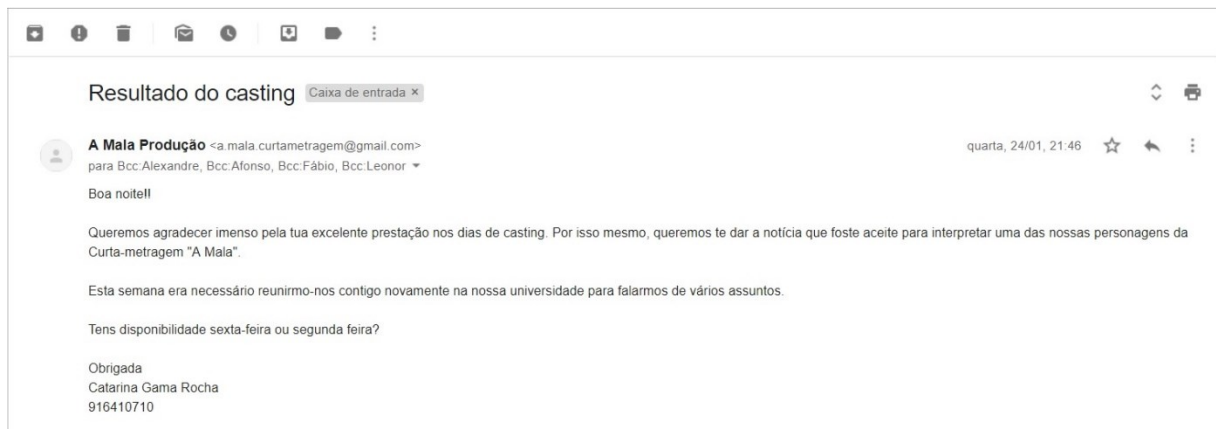 Resultado do casting Caixa de entrada ×
A Mala Produção <a.mala.curtametragem@gmail.com> quarta, 24/01, 21:46
para Bcc:Alexandre, Bcc:Afonso, Bcc:Fábio, Bcc:Leonor
Boa noite!!
Queremos agradecer imenso pela tua excelente prestação nos dias de casting. Por isso mesmo, queremos te dar a notícia que foste aceite para interpretar uma das nossas personagens da
Curta-metragem "A Mala".
Esta semana era necessário reunirmo-nos contigo novamente na nossa universidade para falarmos de vários assuntos.
Tens disponibilidade sexta-feira ou segunda feira?
Obrigada
Catarina Gama Rocha
916410710